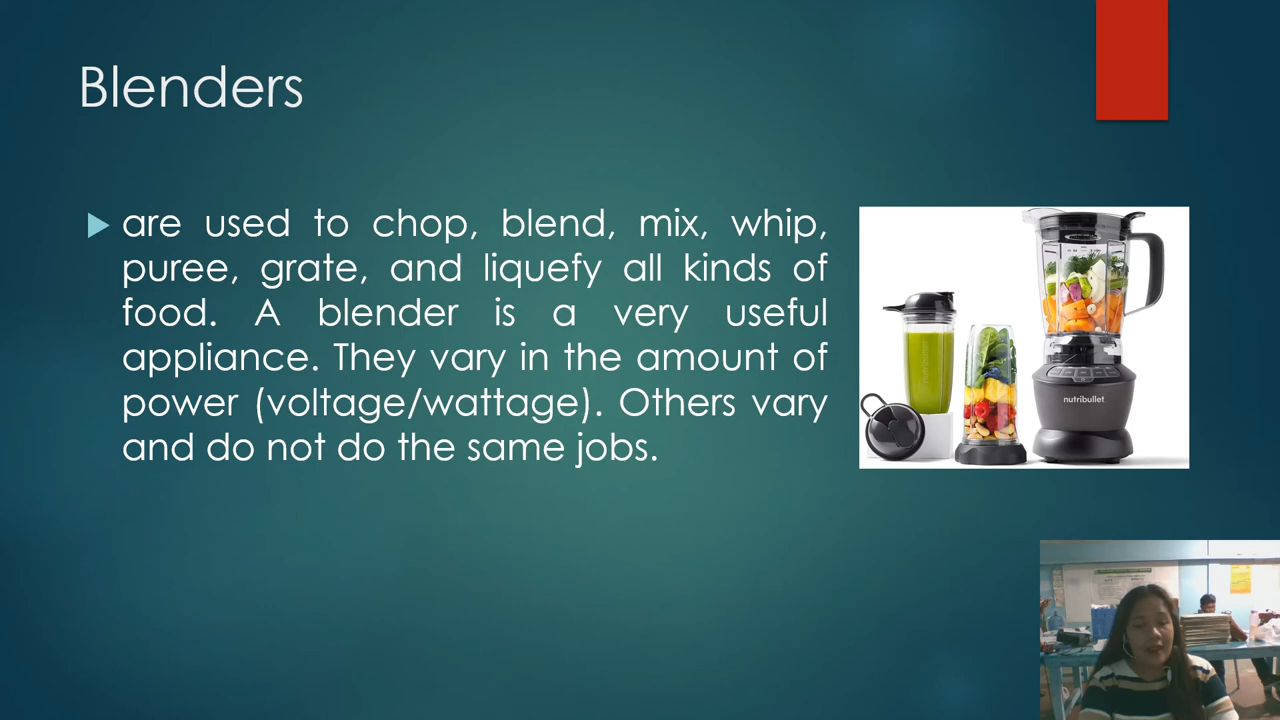 Blenders
are used to chop, blend, mix, whip,
puree, grate, and liquefy all kinds of
food. A blender is a very useful
appliance. They vary in the amount of
power (voltage/wattage). Others vary
and do not do the same jobs.
nutribullet